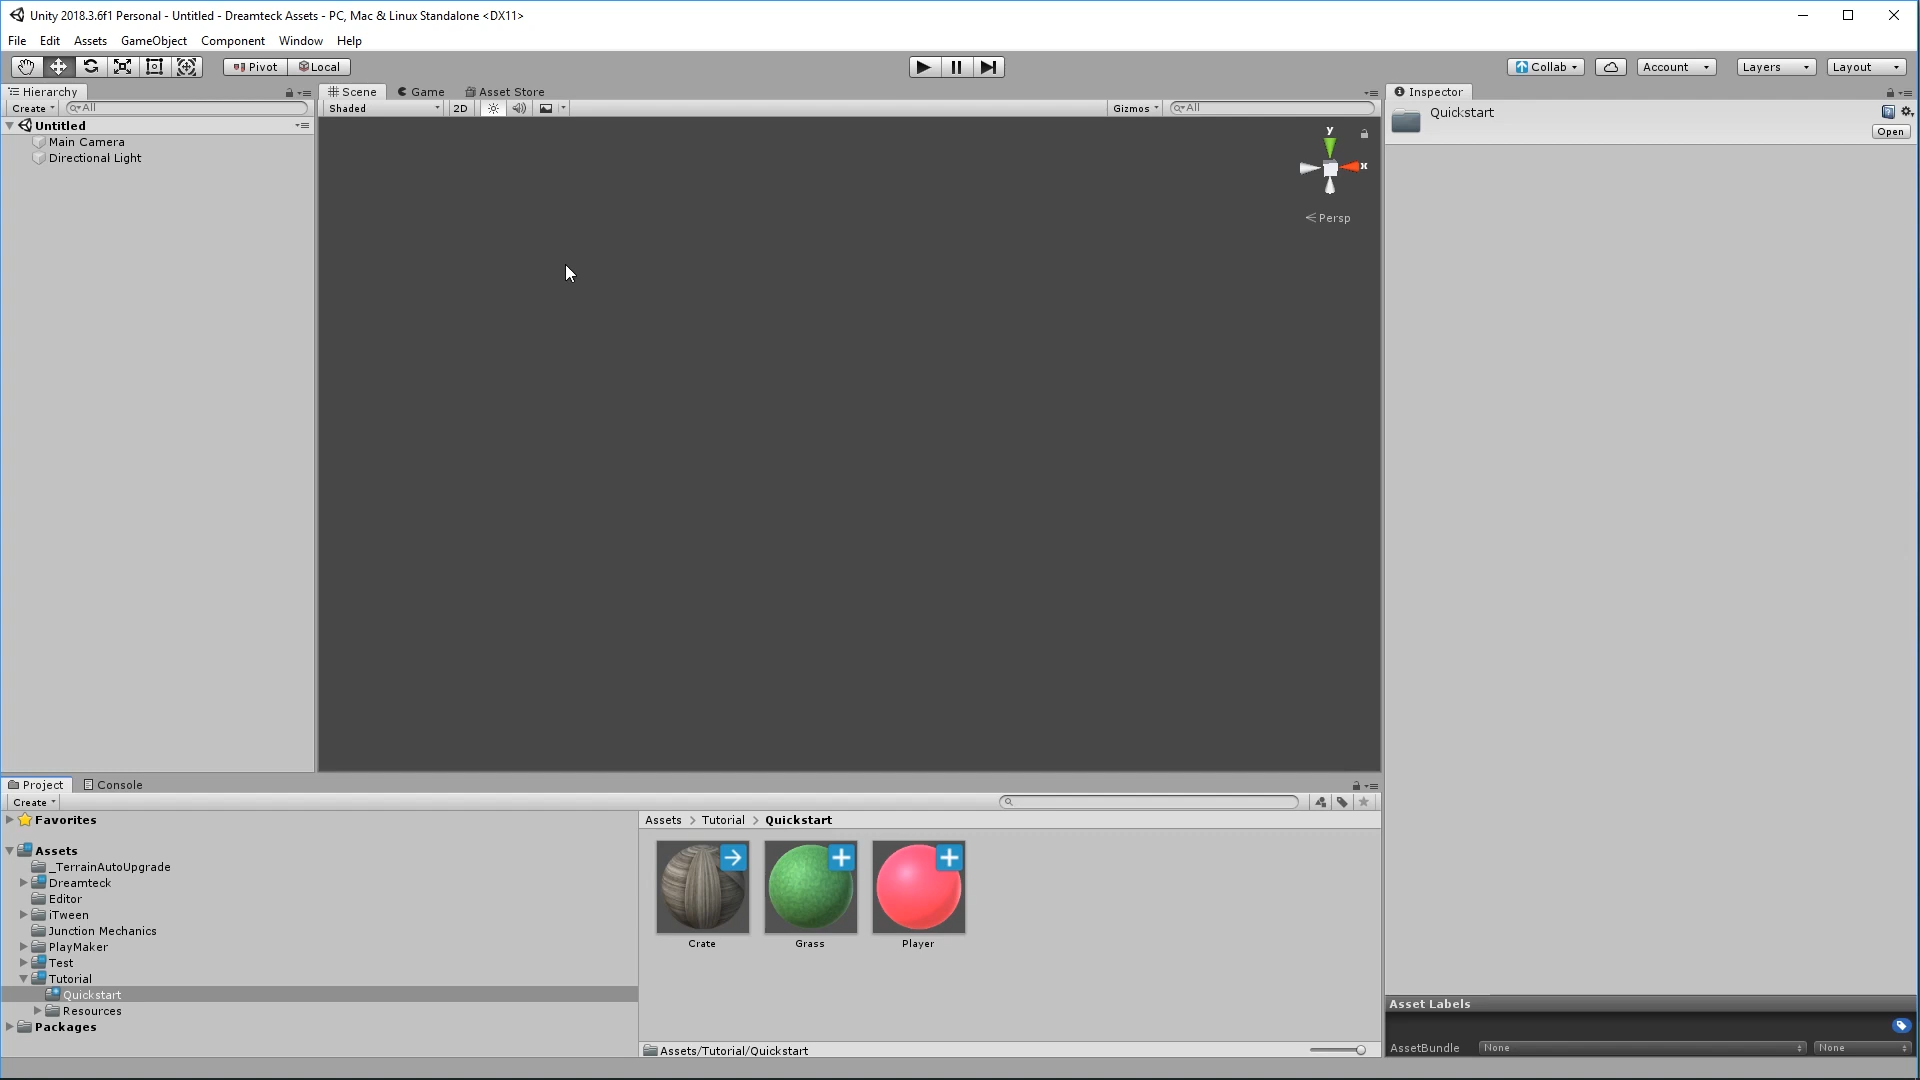 Unity 2018.3.6f1 Personal - Untitled - Dreamteck Assets - PC, Mac & Linux Standalone <DX11>
File Edit Assets GameObject Component Window Help
Pivot Local
Collab Account Layers Layout
Hierarchy
Create All
Untitled
Main Camera
Directional Light
Scene Game Asset Store
Shaded 2D Gizmos All
y
x
Persp
Inspector
Quickstart
Open
Project Console
Create
Favorites
Assets
_TerrainAutoUpgrade
Dreamteck
Editor
iTween
Junction Mechanics
PlayMaker
Test
Tutorial
Quickstart
Resources
Packages
Assets > Tutorial > Quickstart
Crate Grass Player
Assets/Tutorial/Quickstart
Asset Labels
AssetBundle None None